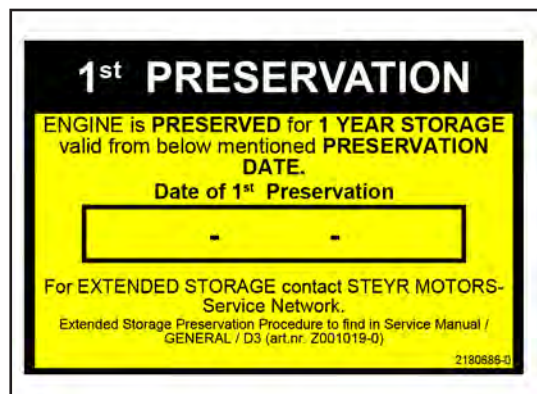 1st PRESERVATION
ENGINE is PRESERVED for 1 YEAR STORAGE
valid from below mentioned PRESERVATION
DATE.
Date of 1st Preservation
- -
For EXTENDED STORAGE contact STEYR MOTORS-
Service Network.
Extended Storage Preservation Procedure to find in Service Manual /
GENERAL / D3 (art.nr. Z001019-0)
2180686-0